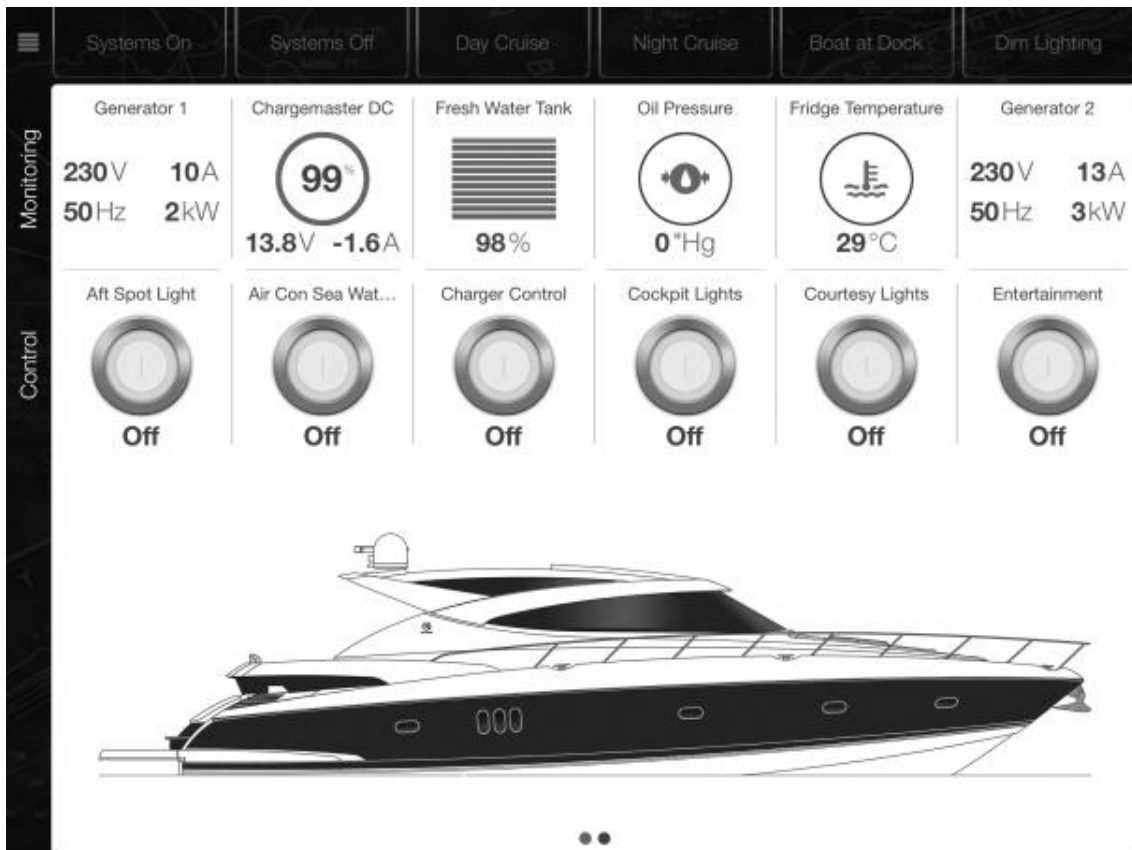 Systems On
Systems Off
Day Cruise
Night Cruise
Boat at Dock
Dim Lighting
Monitoring
Generator 1
230V 10A
50Hz 2kW
Chargemaster DC
99%
13.8V -1.6A
Fresh Water Tank
98%
Oil Pressure
0"Hg
Fridge Temperature
29°C
Generator 2
230V 13A
50Hz 3kW
Control
Aft Spot Light
Off
Air Con Sea Wat...
Off
Charger Control
Off
Cockpit Lights
Off
Courtesy Lights
Off
Entertainment
Off